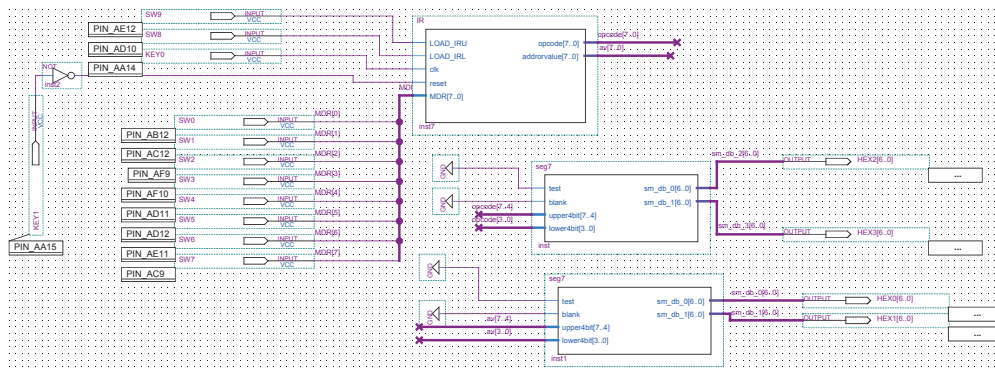 SW9 INPUT VCC
PIN_AE12
SW8 INPUT VCC
PIN_AD10
KEY0 INPUT VCC
PIN_AA14
NOT
inst2
IR
LOAD_IRU
LOAD_IRL
clk
reset
MDR[7..0]
opcode[7..0]
addrorvalue[7..0]
inst7
opcode[7..0]
av[7..0]
SW0 INPUT VCC MDR[0]
PIN_AB12
SW1 INPUT VCC MDR[1]
PIN_AC12
SW2 INPUT VCC MDR[2]
PIN_AF9
SW3 INPUT VCC MDR[3]
PIN_AF10
SW4 INPUT VCC MDR[4]
PIN_AD11
SW5 INPUT VCC MDR[5]
PIN_AD12
SW6 INPUT VCC MDR[6]
PIN_AE11
SW7 INPUT VCC MDR[7]
PIN_AC9
INPUT VCC
KEY1
PIN_AA15
GND
GND
opcode[7..4]
opcode[3..0]
seg7
test
blank
upper4bit[7..4]
lower4bit[3..0]
sm_db_0[6..0]
sm_db_1[6..0]
inst
sm_db_2[6..0] OUTPUT HEX2[6..0]
...
sm_db_3[6..0] OUTPUT HEX3[6..0]
...
GND
GND
av[7..4]
av[3..0]
seg7
test
blank
upper4bit[7..4]
lower4bit[3..0]
sm_db_0[6..0]
sm_db_1[6..0]
inst1
sm_db_0[6..0] OUTPUT HEX0[6..0]
...
sm_db_1[6..0] OUTPUT HEX1[6..0]
...